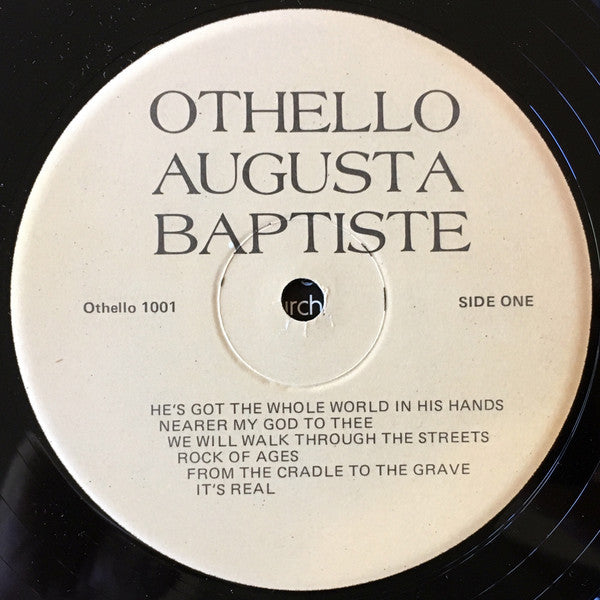 OTHELLO
AUGUSTA
BAPTISTE
Othello 1001
SIDE ONE
urch
HE'S GOT THE WHOLE WORLD IN HIS HANDS
NEARER MY GOD TO THEE
WE WILL WALK THROUGH THE STREETS
ROCK OF AGES
FROM THE CRADLE TO THE GRAVE
IT'S REAL